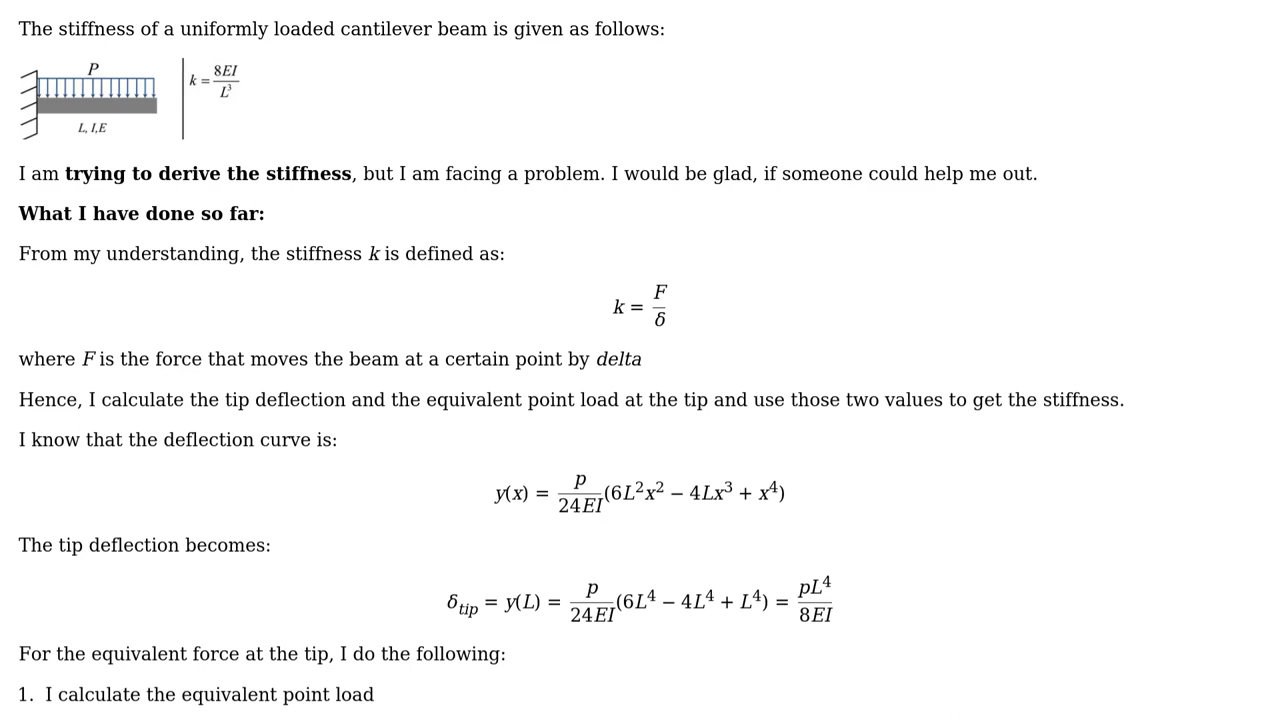 The stiffness of a uniformly loaded cantilever beam is given as follows:
P
k = 8EI / L³
L, I,E
I am trying to derive the stiffness, but I am facing a problem. I would be glad, if someone could help me out.
What I have done so far:
From my understanding, the stiffness k is defined as:
k = F / δ
where F is the force that moves the beam at a certain point by delta
Hence, I calculate the tip deflection and the equivalent point load at the tip and use those two values to get the stiffness.
I know that the deflection curve is:
y(x) = p / 24EI (6L²x² − 4Lx³ + x⁴)
The tip deflection becomes:
δ_tip = y(L) = p / 24EI (6L⁴ − 4L⁴ + L⁴) = pL⁴ / 8EI
For the equivalent force at the tip, I do the following:
1. I calculate the equivalent point load